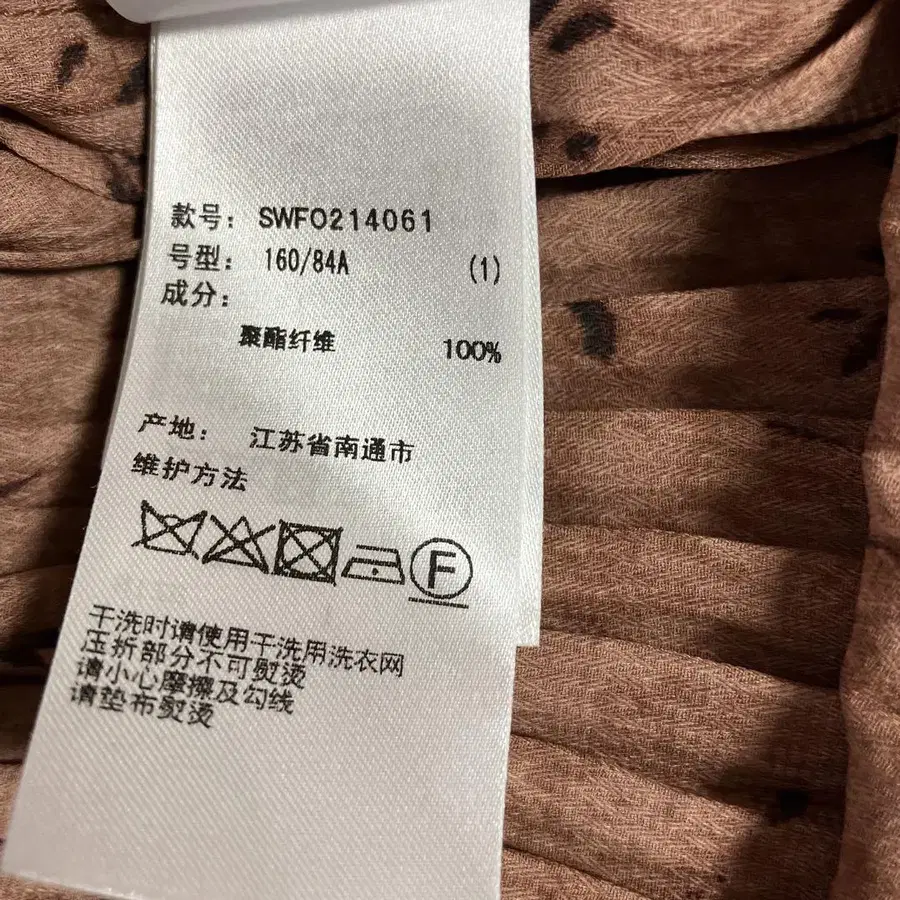 款号： SWFO214061
号型： 160/84A (1)
成分：
聚酯纤维 100%
产地： 江苏省南通市
维护方法
F
干洗时请使用干洗用洗衣网
压折部分不可熨烫
请小心摩擦及勾线
请垫布熨烫